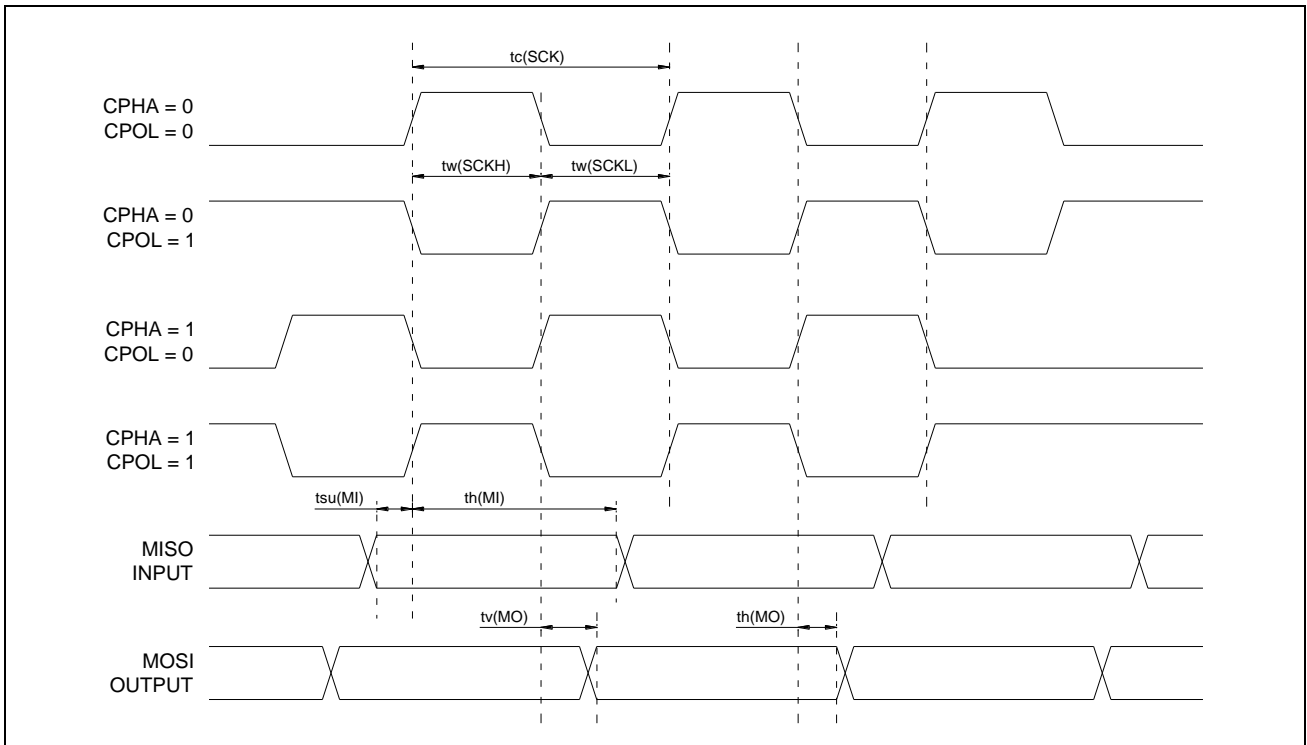 tc(SCK)
CPHA = 0
CPOL = 0
tw(SCKH)
tw(SCKL)
CPHA = 0
CPOL = 1
CPHA = 1
CPOL = 0
CPHA = 1
CPOL = 1
tsu(MI)
th(MI)
MISO
INPUT
tv(MO)
th(MO)
MOSI
OUTPUT